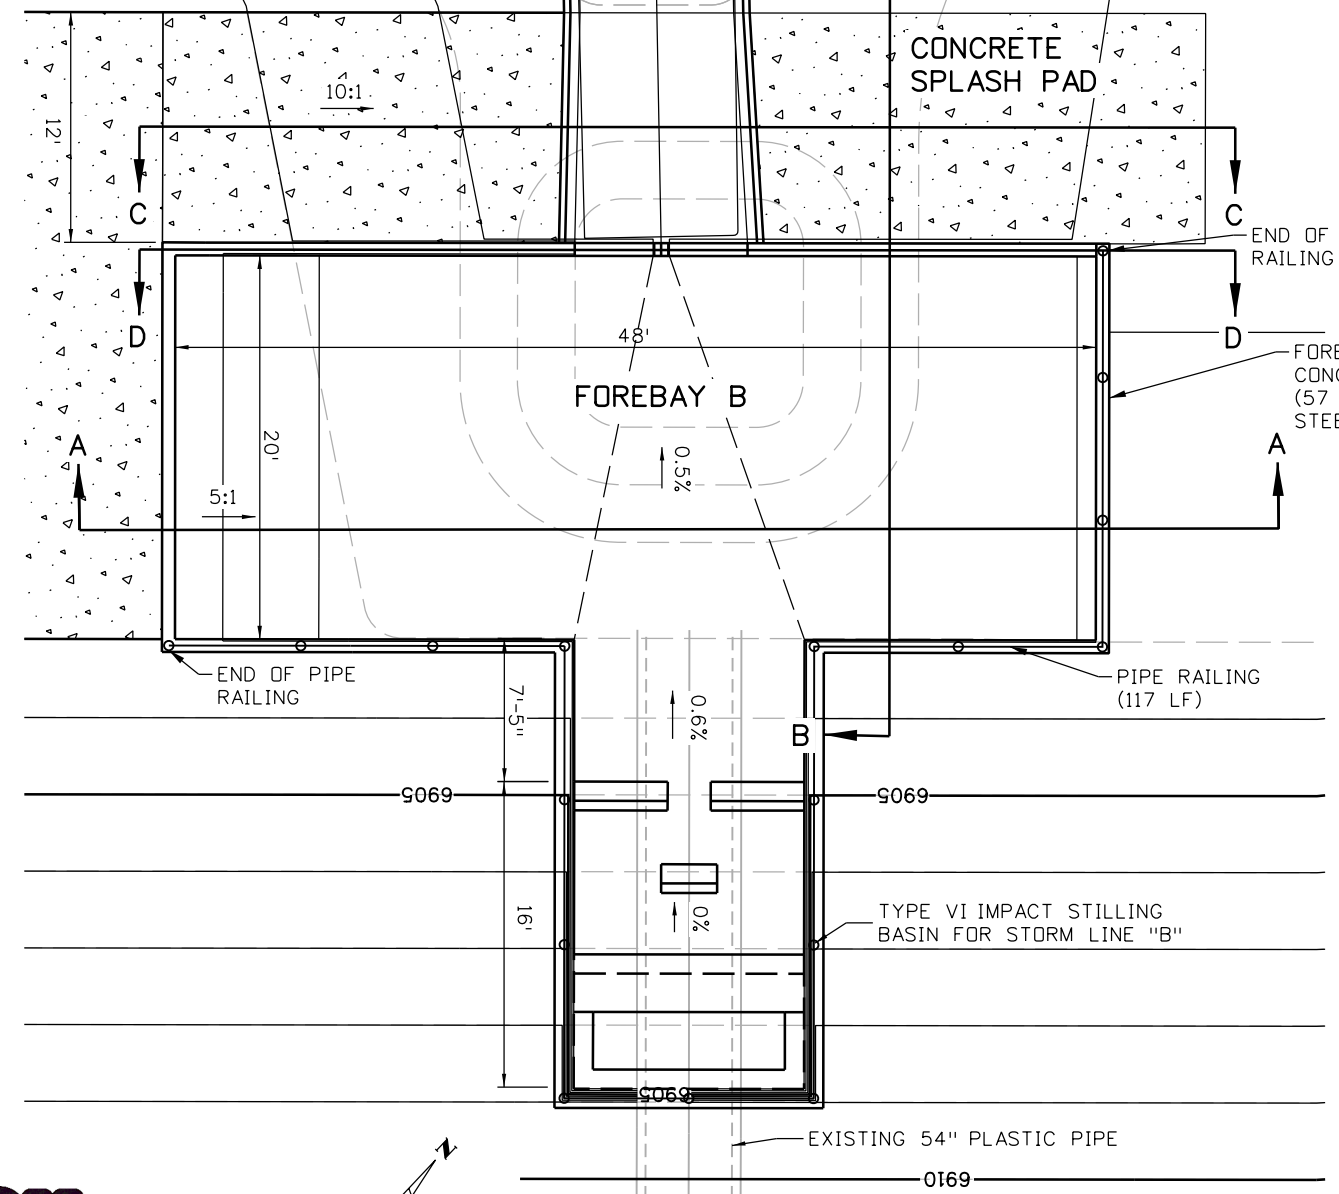 CONCRETE
SPLASH PAD
10:1
12'
C
C
END OF
RAILING
D
D
48'
FOREBAY B
20'
0.5%
A
A
5:1
(57
END OF PIPE
RAILING
PIPE RAILING
(117 LF)
7'-5"
0.6%
B
6905
6905
16'
0%
TYPE VI IMPACT STILLING
BASIN FOR STORM LINE "B"
6905
EXISTING 54" PLASTIC PIPE
N
6910